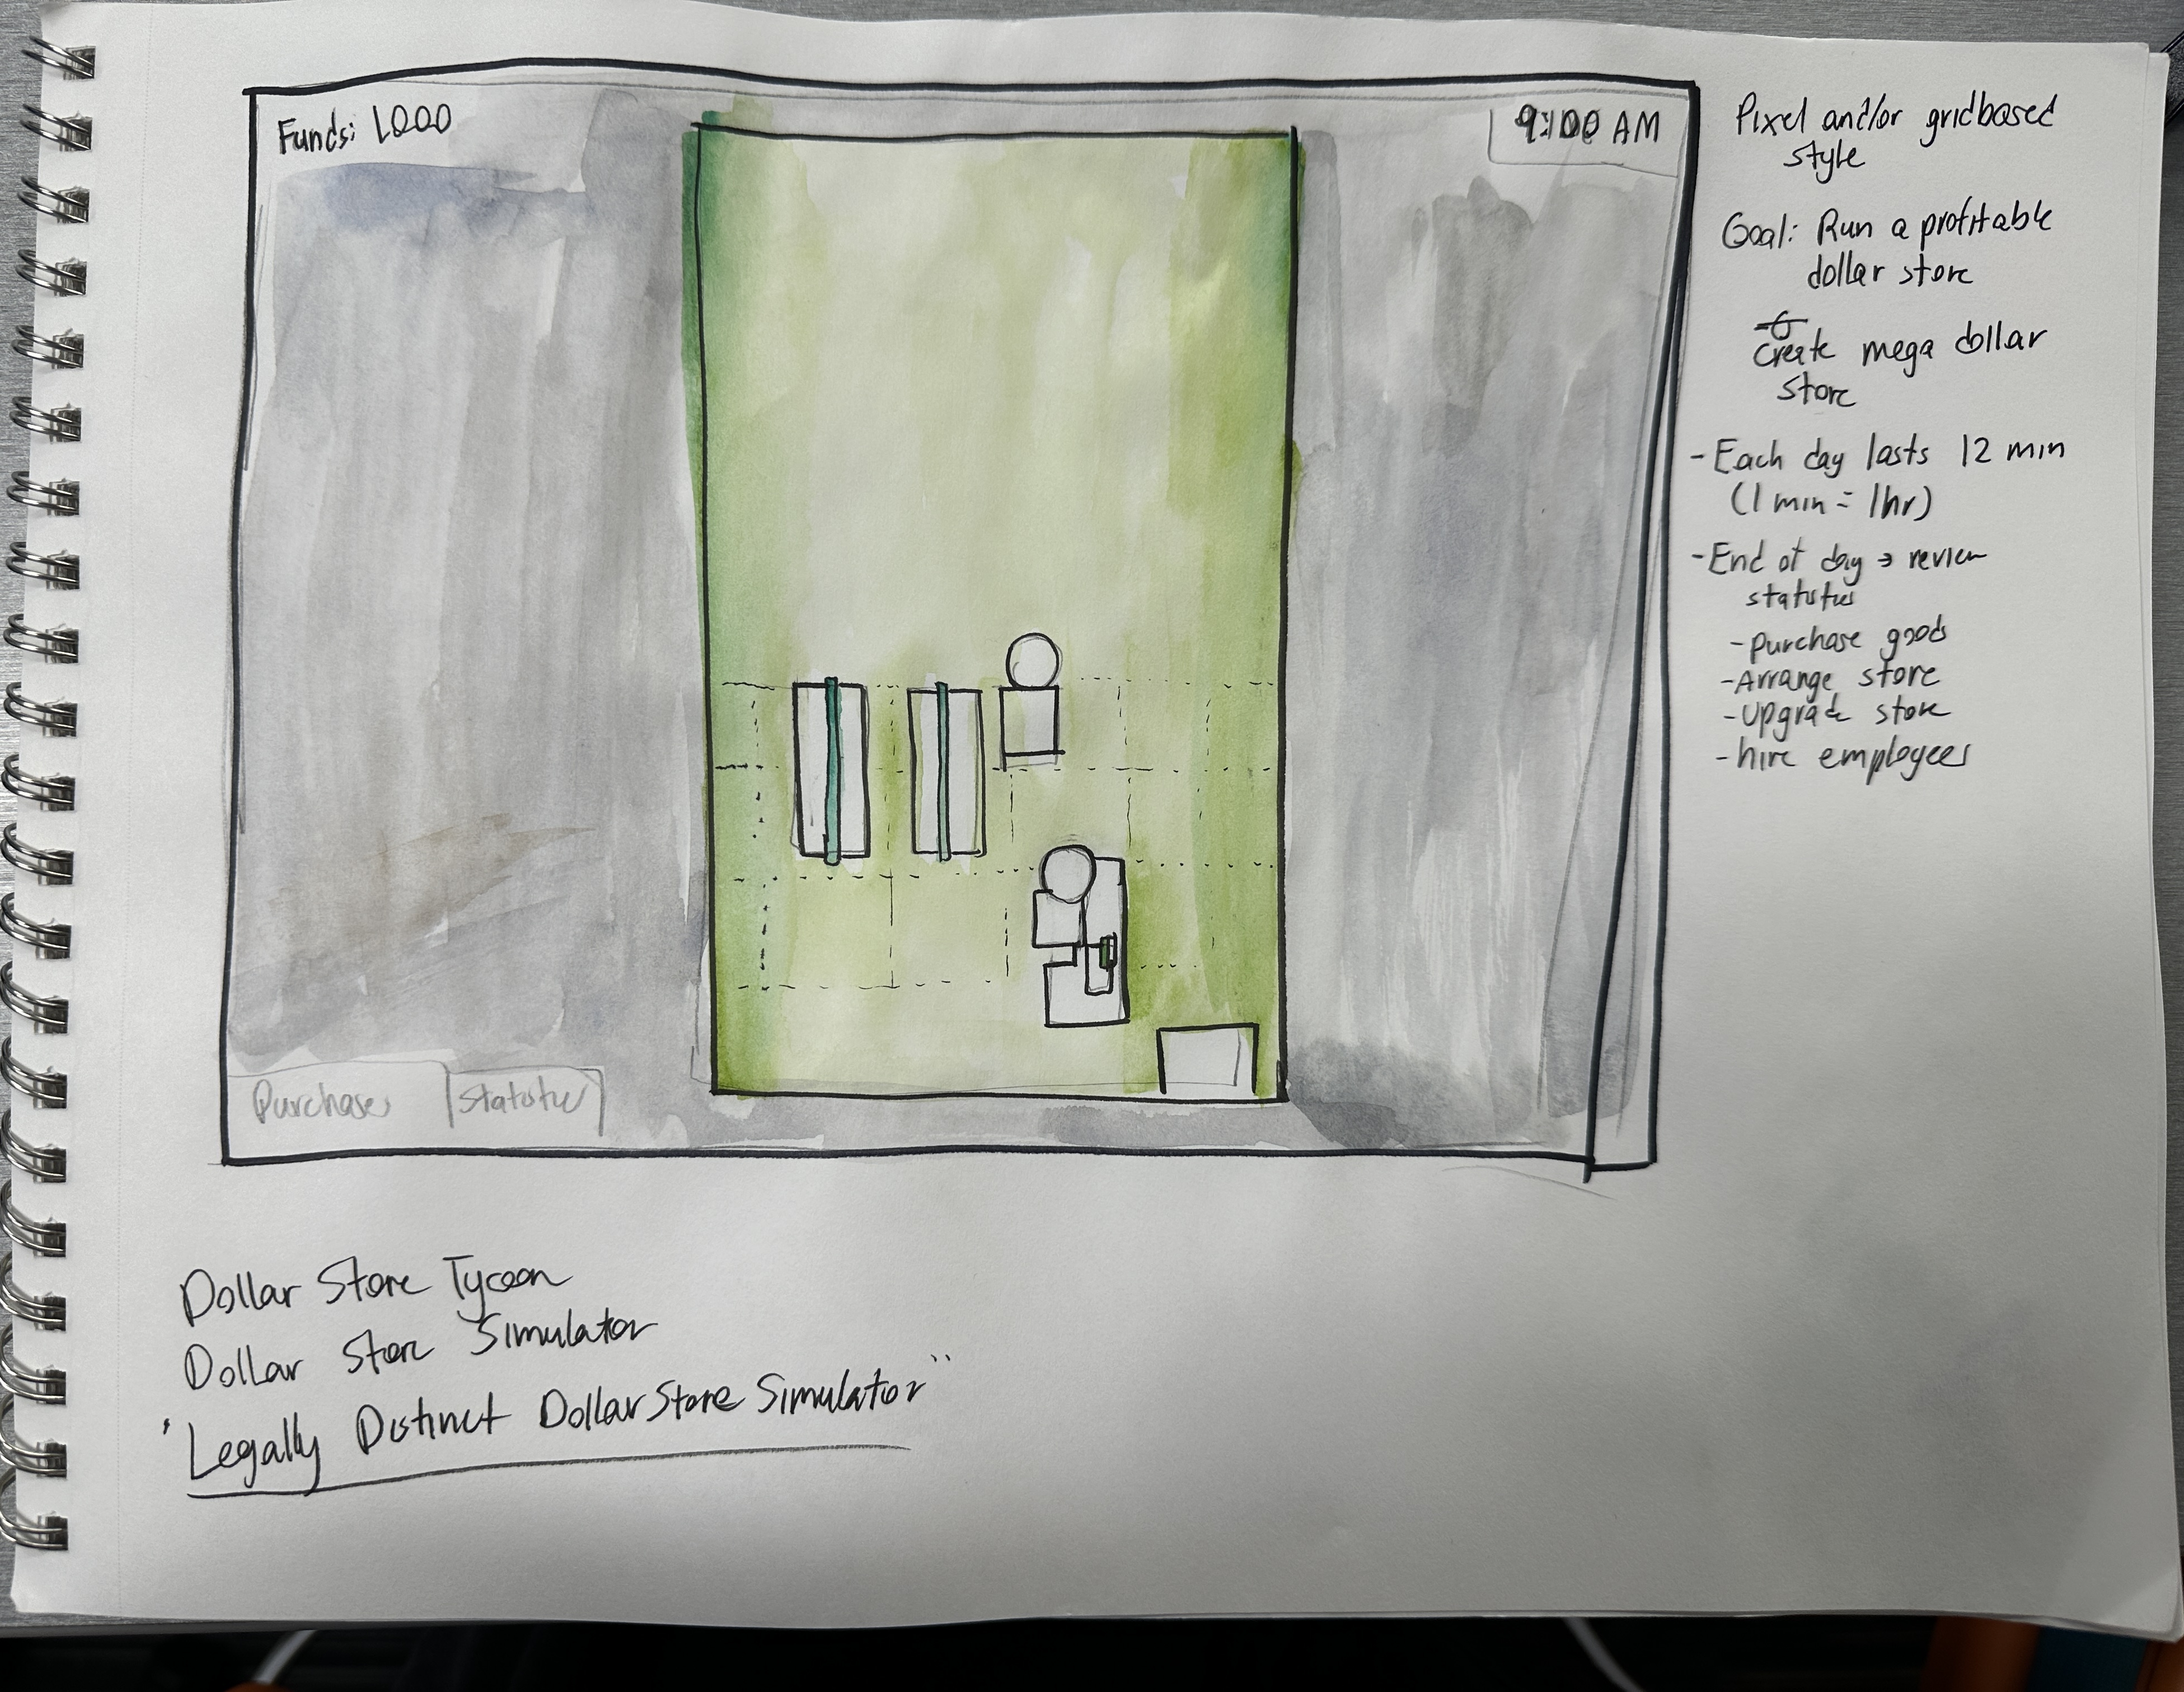 Funds: 1000
9:00 AM
Purchase
Statistics
Pixel and/or gridbased
style
Goal: Run a profitable
dollar store
Create mega dollar
store
- Each day lasts 12 min
(1 min = 1hr)
- End of day → review
statistics
- Purchase goods
- Arrange store
- Upgrade store
- hire employees
Dollar Store Tycoon
Dollar Store Simulator
"Legally Distinct Dollar Store Simulator"